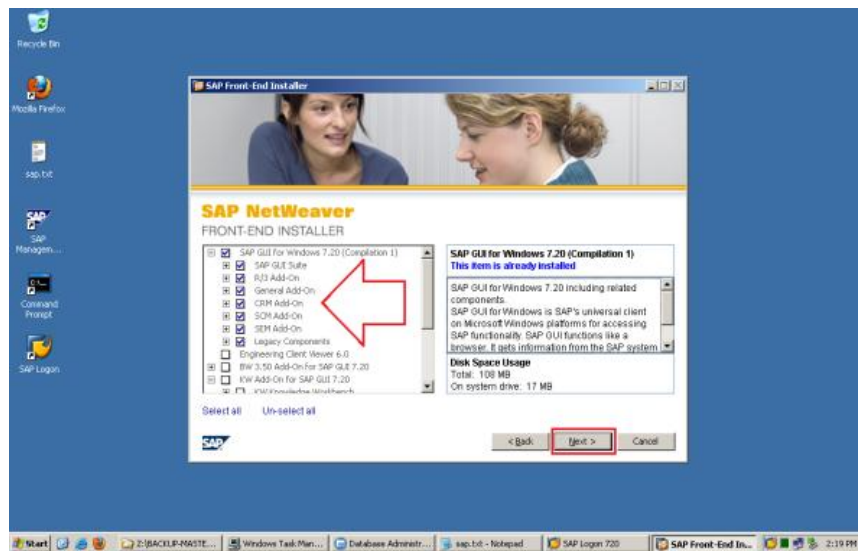 Recycle Bin
Mozilla Firefox
sap.txt
SAP
Managem...
Command
Prompt
SAP Logon
SAP Front-End Installer
SAP NetWeaver
FRONT-END INSTALLER
SAP GUI for Windows 7.20 (Compilation 1)
SAP GUI Suite
R/3 Add-On
General Add-On
CRM Add-On
SCM Add-On
SEM Add-On
Legacy Components
Engineering Client Viewer 6.0
BW 3.50 Add-On for SAP GUI 7.20
KW Add-On for SAP GUI 7.20
KW Knowledge Workbench
SAP GUI for Windows 7.20 (Compilation 1)
This item is already installed
SAP GUI for Windows 7.20 including related
components.
SAP GUI for Windows is SAP's universal client
on Microsoft Windows platforms for accessing
SAP functionality. SAP GUI functions like a
browser. It gets information from the SAP system
Disk Space Usage
Total: 108 MB
On system drive: 17 MB
Select all Un-select all
SAP
< Back Next > Cancel
Start Z:\BACKUP-MASTE... Windows Task Man... Database Administr... sap.txt - Notepad SAP Logon 720 SAP Front-End In... 2:19 PM